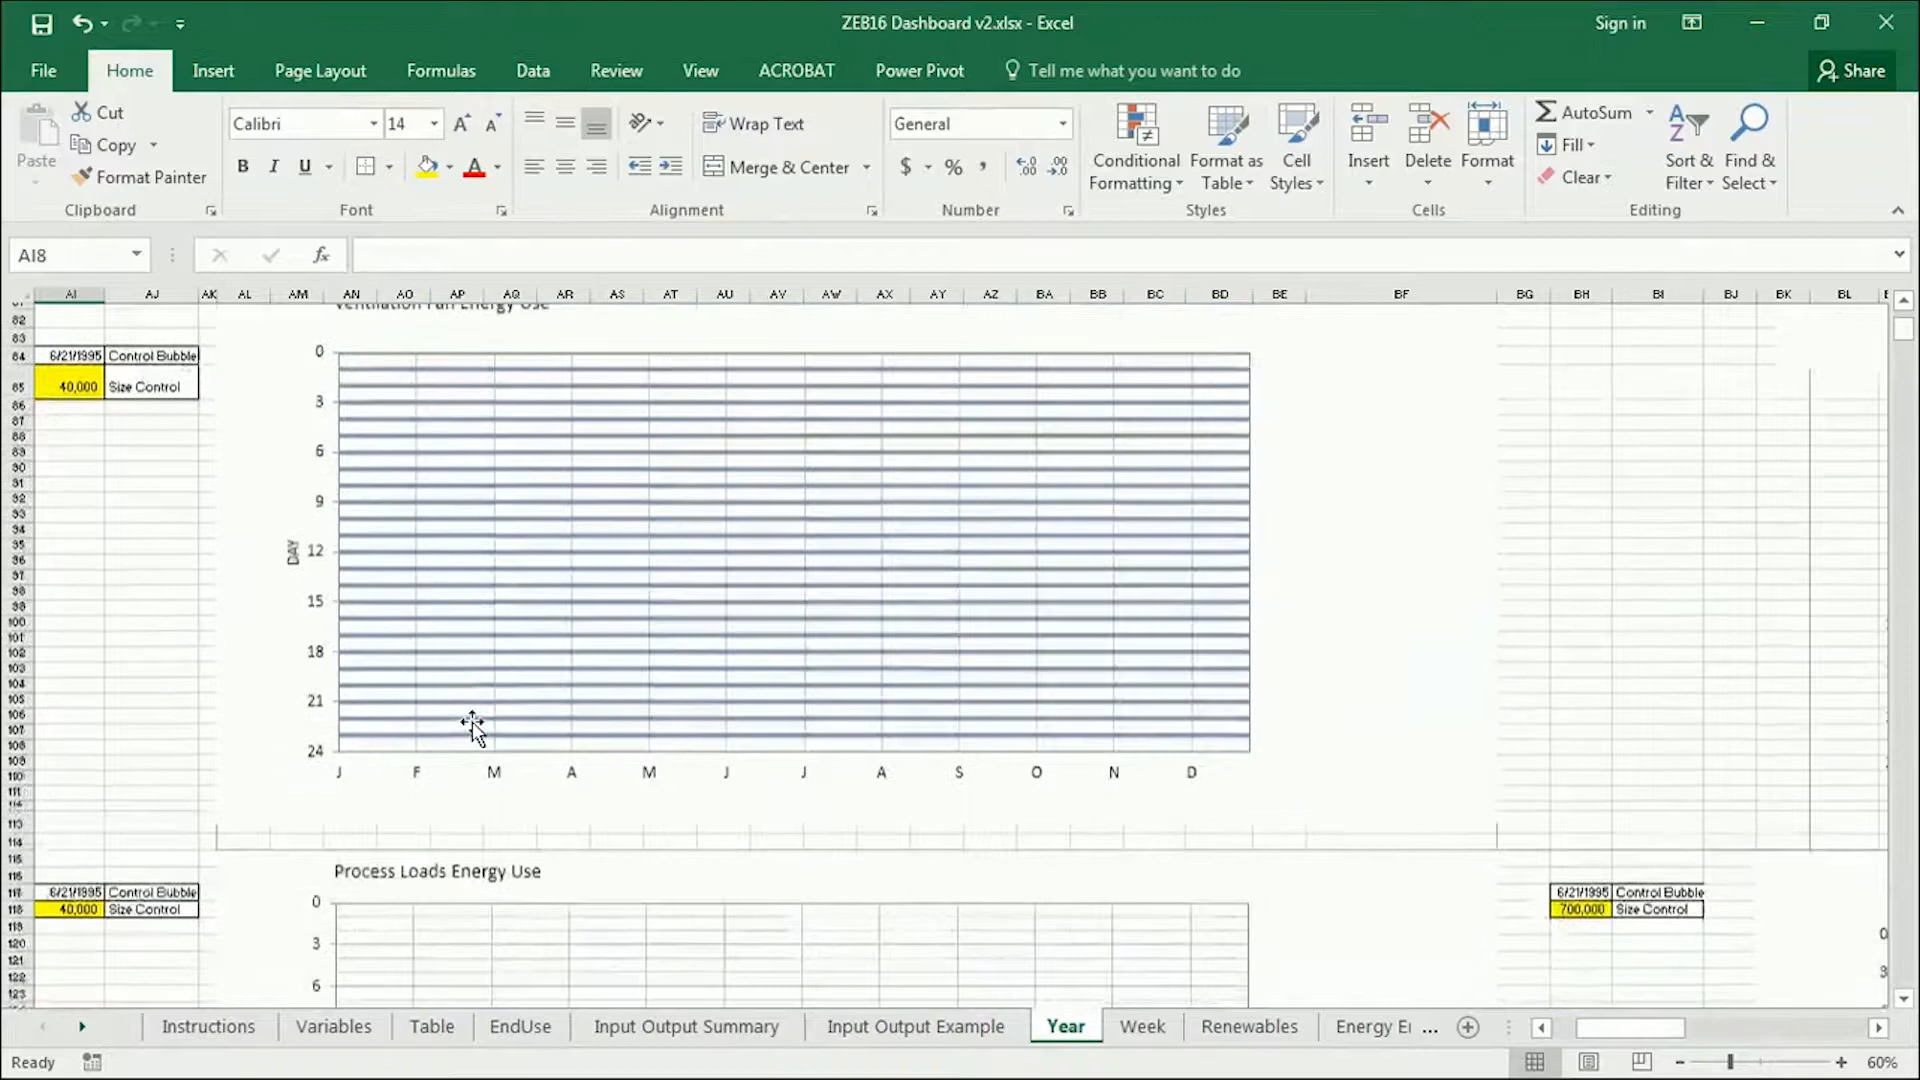 ZEB16 Dashboard v2.xlsx - Excel
Sign in
File Home Insert Page Layout Formulas Data Review View ACROBAT Power Pivot Tell me what you want to do Share
Paste
Cut
Copy
Format Painter
Clipboard
Calibri 14
B I U
Font
Wrap Text
Merge & Center
Alignment
General
$ % ,
Number
Conditional Formatting
Format as Table
Cell Styles
Styles
Insert Delete Format
Cells
AutoSum
Fill
Clear
Sort & Filter
Find & Select
Editing
AI8
fx
AI AJ AK AL AM AN AO AP AQ AR AS AT AU AV AW AX AY AZ BA BB BC BD BE BF BG BH BI BJ BK BL
Ventilation Fan Energy Use
82
83
84 6/21/1995 Control Bubble
85 40,000 Size Control
86
87
88
89
90
91
92
93
94
95
96
97
98
99
100
101
102
103
104
105
106
107
108
109
110
111
113
114
115
116
117 6/21/1995 Control Bubble
118 40,000 Size Control
119
120
121
122
123
0
3
6
9
12
15
18
21
24
DAY
J F M A M J J A S O N D
Process Loads Energy Use
0
3
6
6/21/1995 Control Bubble
700,000 Size Control
0
3
Instructions Variables Table EndUse Input Output Summary Input Output Example Year Week Renewables Energy Er ...
Ready
60%